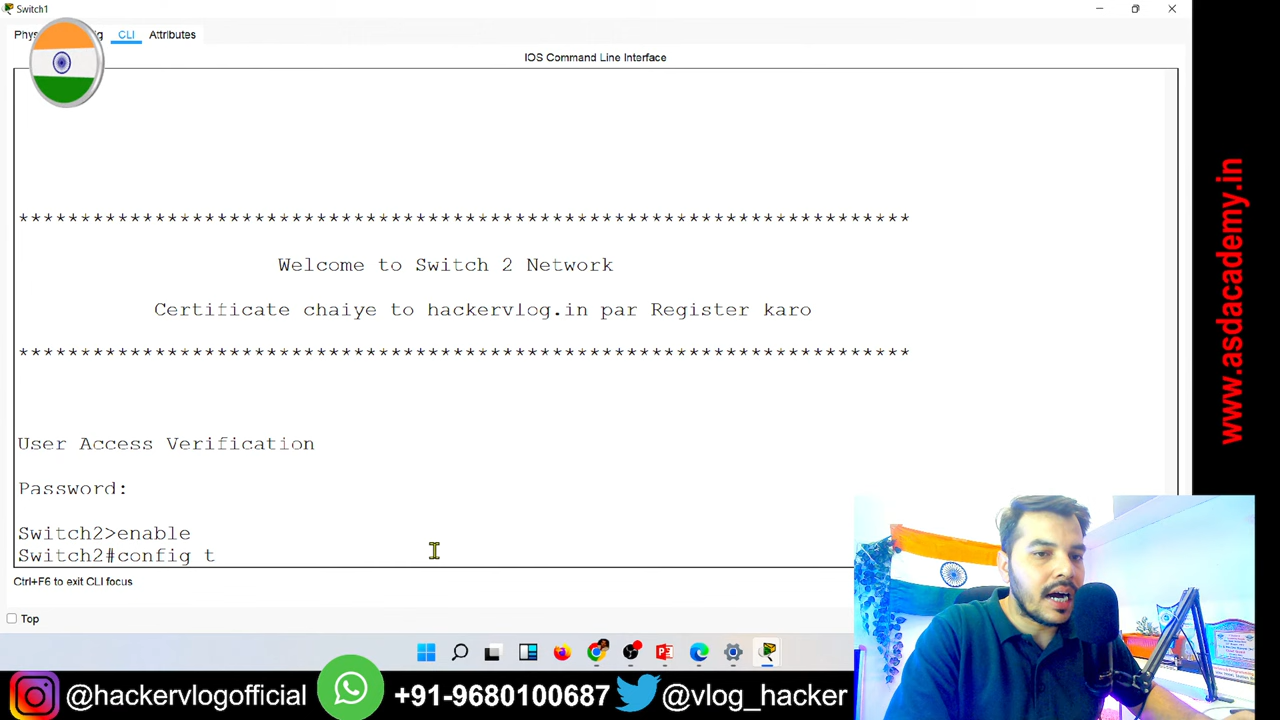 Switch1
CLI
Attributes
IOS Command Line Interface
******************************************************************************
Welcome to Switch 2 Network
Certificate chaiye to hackervlog.in par Register karo
******************************************************************************
User Access Verification
Password:
Switch2>enable
Switch2#config t
Ctrl+F6 to exit CLI focus
Top
www.asdacademy.in
@hackervlogofficial
+91-9680100687
@vlog_hacker